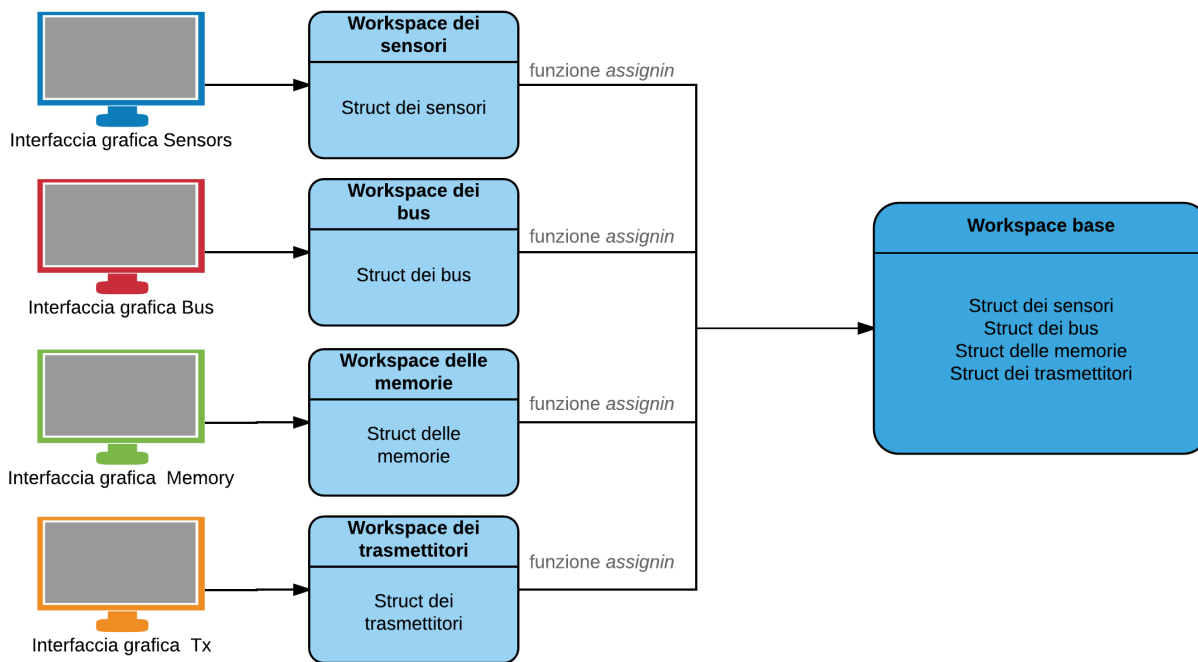 Workspace dei
sensori
Struct dei sensori
funzione assignin
Interfaccia grafica Sensors
Workspace dei
bus
Struct dei bus
funzione assignin
Interfaccia grafica Bus
Workspace delle
memorie
Struct delle
memorie
funzione assignin
Interfaccia grafica  Memory
Workspace dei
trasmettitori
Struct dei
trasmettitori
funzione assignin
Interfaccia grafica  Tx
Workspace base
Struct dei sensori
Struct dei bus
Struct delle memorie
Struct dei trasmettitori